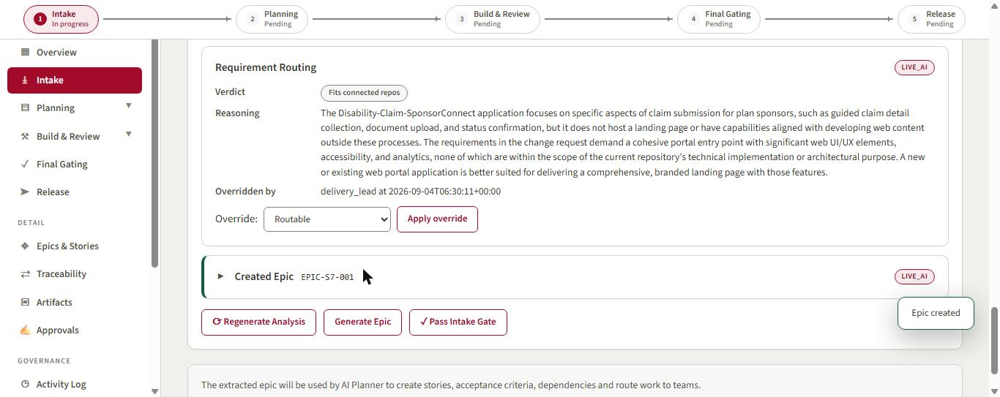 1 Intake
In progress
2 Planning
Pending
3 Build & Review
Pending
4 Final Gating
Pending
5 Release
Pending
Overview
Intake
Planning
Build & Review
Final Gating
Release
DETAIL
Epics & Stories
Traceability
Artifacts
Approvals
GOVERNANCE
Activity Log
Requirement Routing LIVE_AI
Verdict Fits connected repos
Reasoning The Disability-Claim-SponsorConnect application focuses on specific aspects of claim submission for plan sponsors, such as guided claim detail
collection, document upload, and status confirmation, but it does not host a landing page or have capabilities aligned with developing web content
outside these processes. The requirements in the change request demand a cohesive portal entry point with significant web UI/UX elements,
accessibility, and analytics, none of which are within the scope of the current repository's technical implementation or architectural purpose. A new
or existing web portal application is better suited for delivering a comprehensive, branded landing page with those features.
Overridden by delivery_lead at 2026-09-04T06:30:11+00:00
Override: Routable Apply override
Created Epic EPIC-S7-001 LIVE_AI
⟳ Regenerate Analysis Generate Epic ✓ Pass Intake Gate
Epic created
The extracted epic will be used by AI Planner to create stories, acceptance criteria, dependencies and route work to teams.